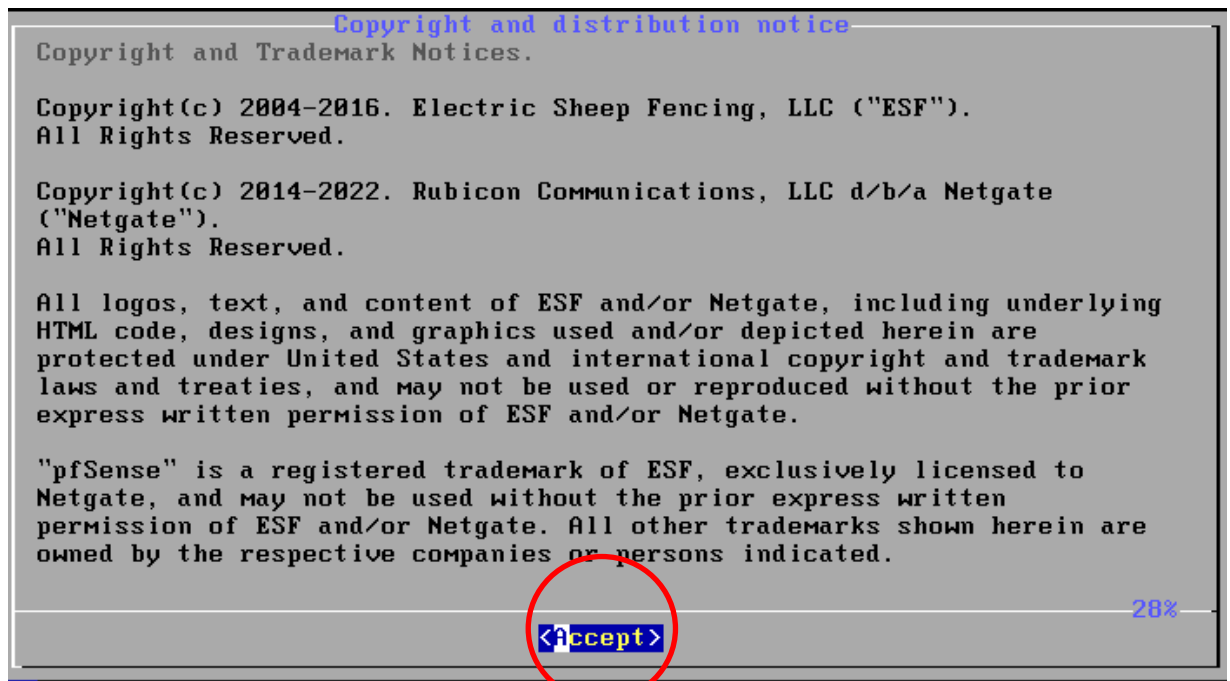 Copyright and distribution notice
Copyright and Trademark Notices.
Copyright(c) 2004-2016. Electric Sheep Fencing, LLC ("ESF").
All Rights Reserved.
Copyright(c) 2014-2022. Rubicon Communications, LLC d/b/a Netgate
("Netgate").
All Rights Reserved.
All logos, text, and content of ESF and/or Netgate, including underlying
HTML code, designs, and graphics used and/or depicted herein are
protected under United States and international copyright and trademark
laws and treaties, and may not be used or reproduced without the prior
express written permission of ESF and/or Netgate.
"pfSense" is a registered trademark of ESF, exclusively licensed to
Netgate, and may not be used without the prior express written
permission of ESF and/or Netgate. All other trademarks shown herein are
owned by the respective companies or persons indicated.
28%
<Accept>